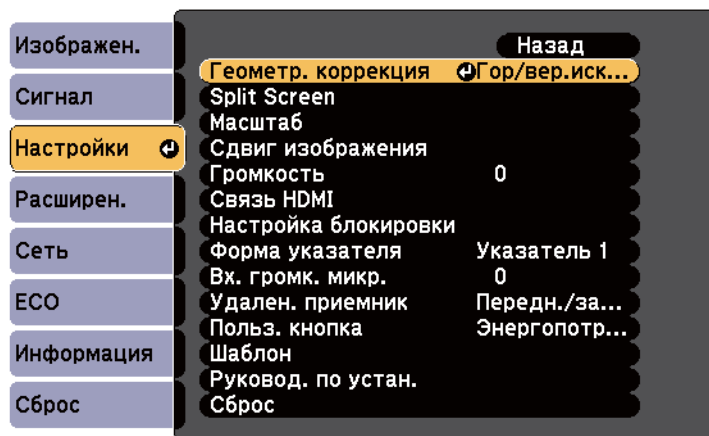 Изображен.
Сигнал
Настройки
Расширен.
Сеть
ECO
Информация
Сброс
Назад
Геометр. коррекция Гор/вер.иск...
Split Screen
Масштаб
Сдвиг изображения
Громкость 0
Связь HDMI
Настройка блокировки
Форма указателя Указатель 1
Вх. громк. микр. 0
Удален. приемник Передн./за...
Польз. кнопка Энергопотр...
Шаблон
Руковод. по устан.
Сброс